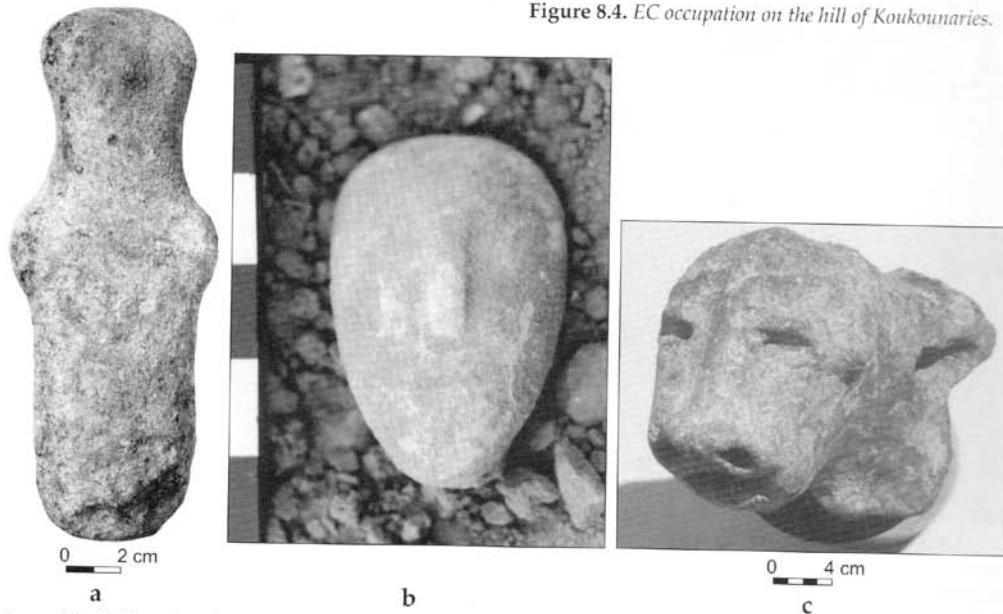 Figure 8.4. EC occupation on the hill of Koukounaries.
0 2 cm
a
b
0 4 cm
c